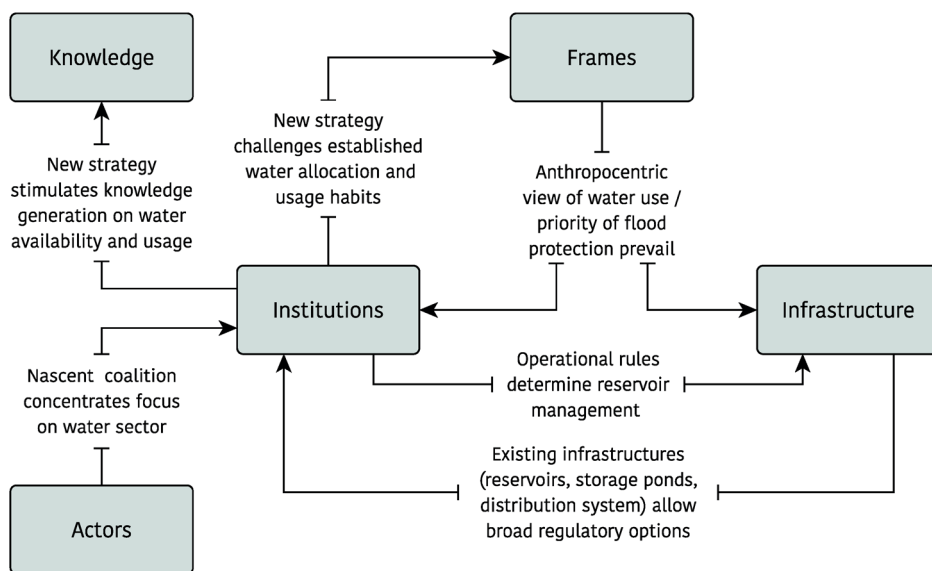 Knowledge
Frames
New strategy
stimulates knowledge
generation on water
availability and usage
New strategy
challenges established
water allocation and
usage habits
Anthropocentric
view of water use /
priority of flood
protection prevail
Institutions
Infrastructure
Nascent coalition
concentrates focus
on water sector
Operational rules
determine reservoir
management
Actors
Existing infrastructures
(reservoirs, storage ponds,
distribution system) allow
broad regulatory options